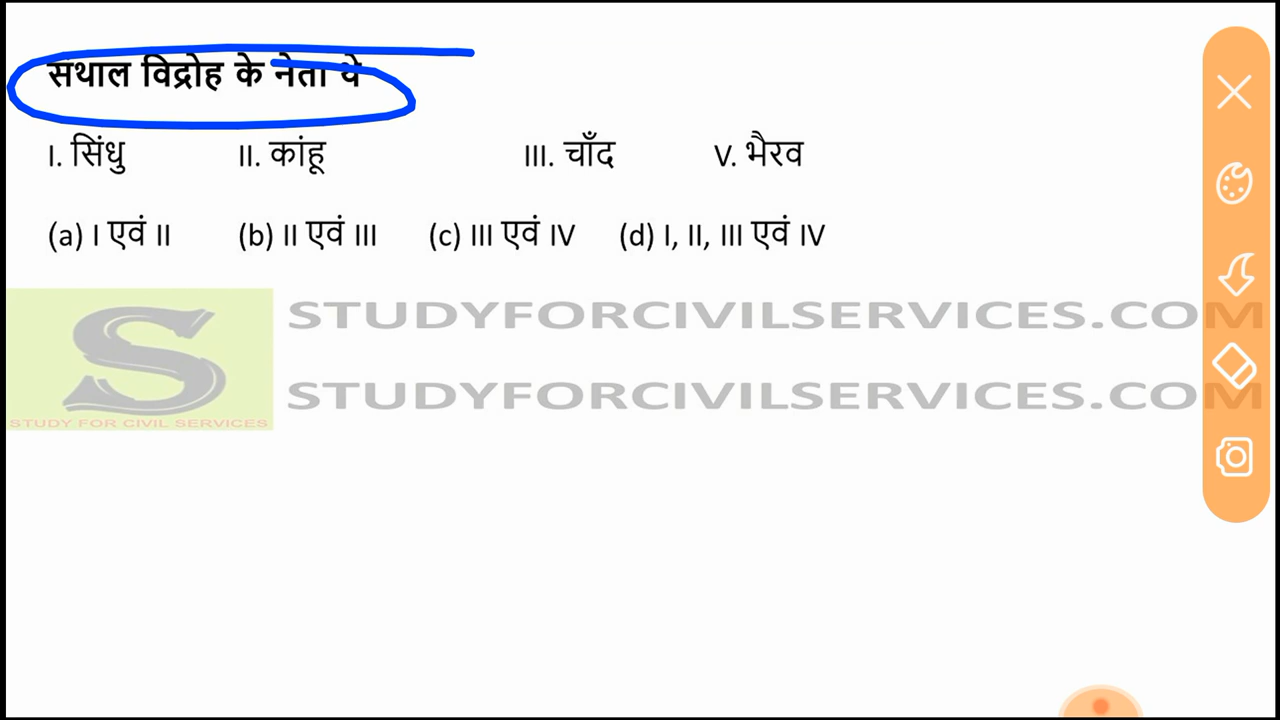 संथाल विद्रोह के नेता थे
I. सिंधु II. कांहू III. चाँद V. भैरव
(a) I एवं II (b) II एवं III (c) III एवं IV (d) I, II, III एवं IV
STUDYFORCIVILSERVICES.COM
STUDYFORCIVILSERVICES.COM
S
STUDY FOR CIVIL SERVICES